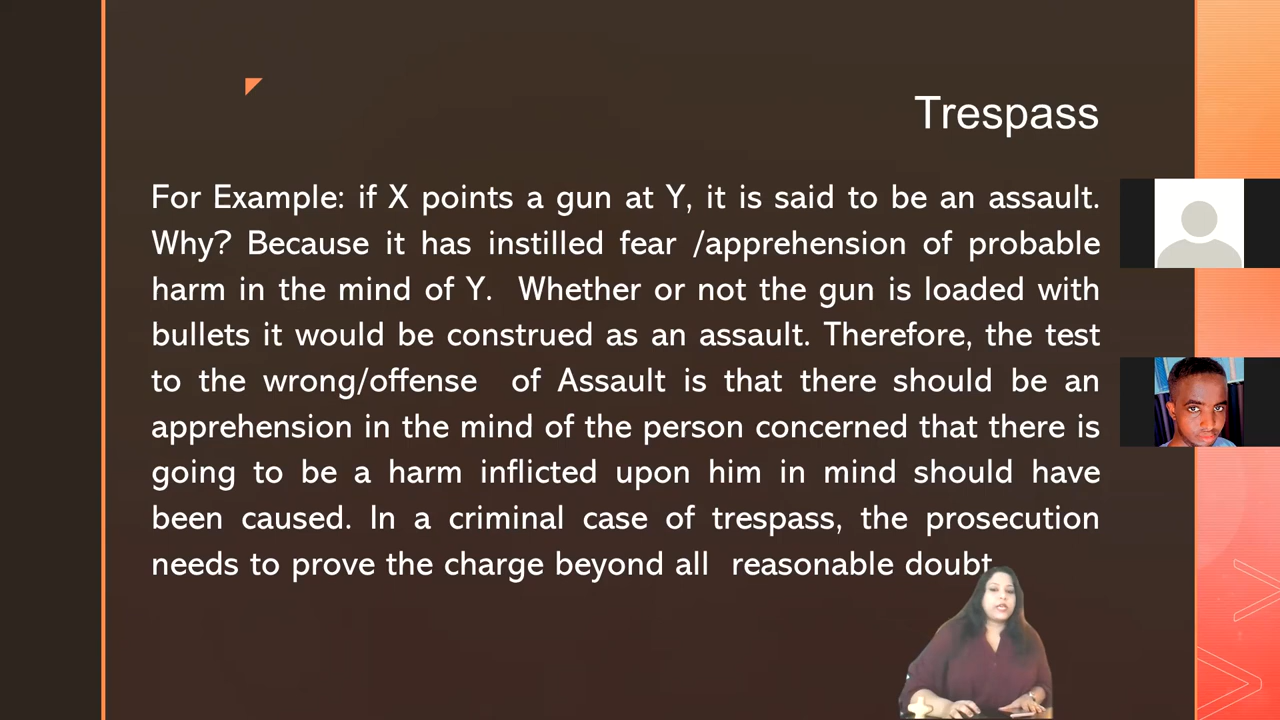 Trespass
For Example: if X points a gun at Y, it is said to be an assault.
Why? Because it has instilled fear /apprehension of probable
harm in the mind of Y.  Whether or not the gun is loaded with
bullets it would be construed as an assault. Therefore, the test
to the wrong/offense  of Assault is that there should be an
apprehension in the mind of the person concerned that there is
going to be a harm inflicted upon him in mind should have
been caused. In a criminal case of trespass, the prosecution
needs to prove the charge beyond all  reasonable doubt